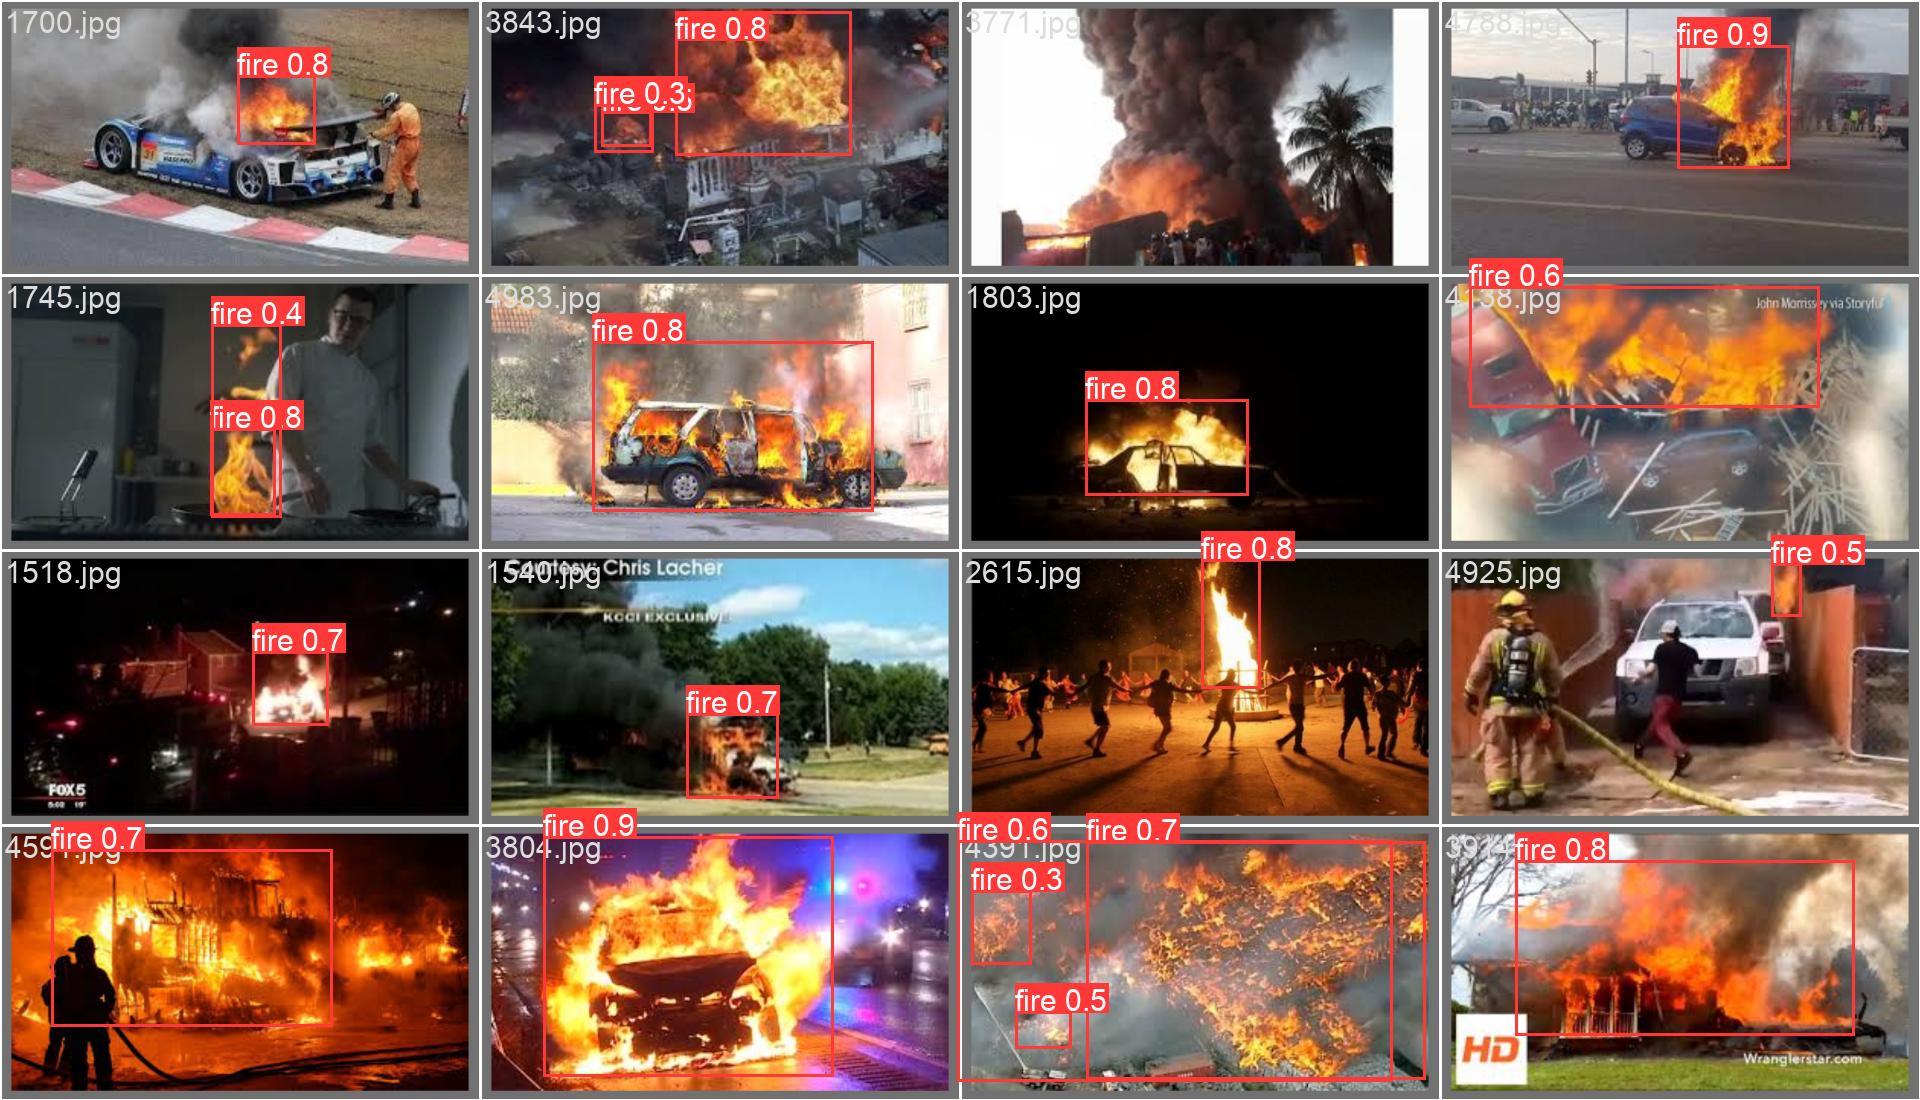 1700.jpg
fire 0.8
3843.jpg
fire 0.8
fire 0.3
3771.jpg
4788.jpg
fire 0.9
1745.jpg
fire 0.4
fire 0.8
31
4983.jpg
fire 0.8
1803.jpg
fire 0.8
fire 0.6
4138.jpg
John Morrissey via Storyful
1518.jpg
fire 0.7
FOX5
5:02 19°
1540.jpg
Courtesy: Chris Lacher
KCCI EXCLUSIVE
fire 0.7
2615.jpg
fire 0.8
4925.jpg
fire 0.5
fire 0.7
fire 0.9
3804.jpg
fire 0.6
fire 0.7
4391.jpg
fire 0.3
fire 0.5
fire 0.8
HD
Wranglerstar.com